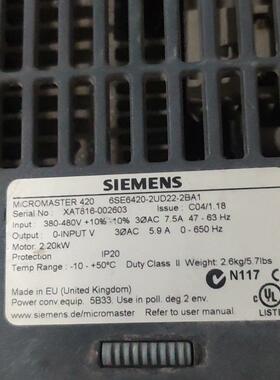 SIEMENS
MICROMASTER 420 6SE6420-2UD22-2BA1
Serial No: XAT816-002603 Issue: C04/1.18
Input: 380-480V +10% -10% 3ØAC 7.5A 47 - 63 Hz
Output: 0-INPUT V 3ØAC 5.9 A 0 - 650 Hz
Motor: 2.20kW
Protection IP20
Temp Range: -10 - +50°C Duty Class II Weight: 2.6kg/5.7lbs
N117
Made in EU (United Kingdom)
Power conv equip. 5B33. Use in pol. deg 2
www.siemens.de/micromaster Refer to user manual
UL
LISTE